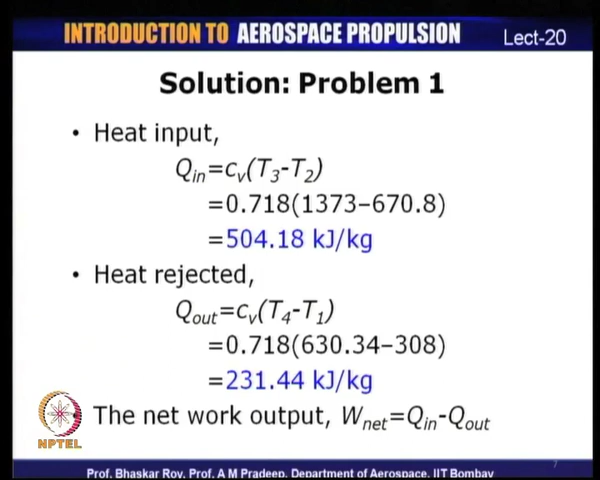 INTRODUCTION TO AEROSPACE PROPULSION Lect-20
Solution: Problem 1
• Heat input,
Q_in=c_v(T_3-T_2)
=0.718(1373-670.8)
=504.18 kJ/kg
• Heat rejected,
Q_out=c_v(T_4-T_1)
=0.718(630.34-308)
=231.44 kJ/kg
The net work output, W_net=Q_in-Q_out
NPTEL
7
Prof. Bhaskar Roy, Prof. A M Pradeep, Department of Aerospace, IIT Bombay